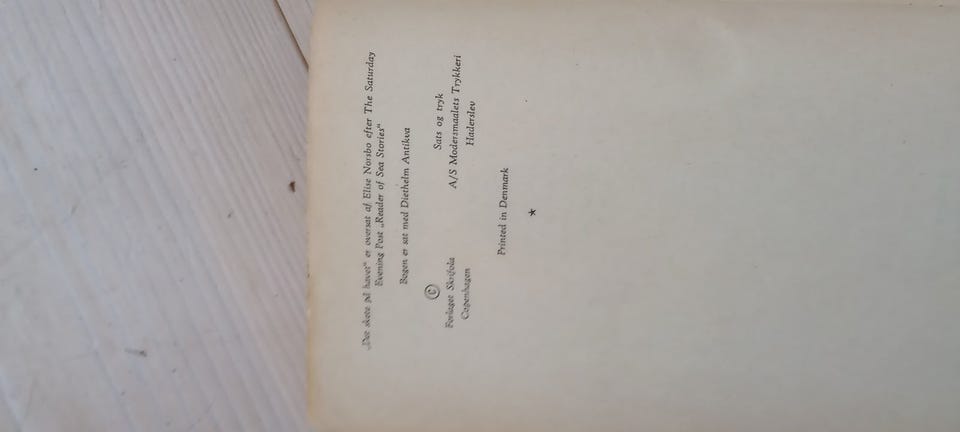 „Det skete på havet“ er oversat af Elise Norsbo efter The Saturday
Evening Post „Reader of Sea Stories“
Bogen er sat med Diethelm Antikva
©
Forlaget Skrifola
Copenhagen
Sats og tryk
A/S Modersmaalets Trykkeri
Haderslev
Printed in Denmark
★